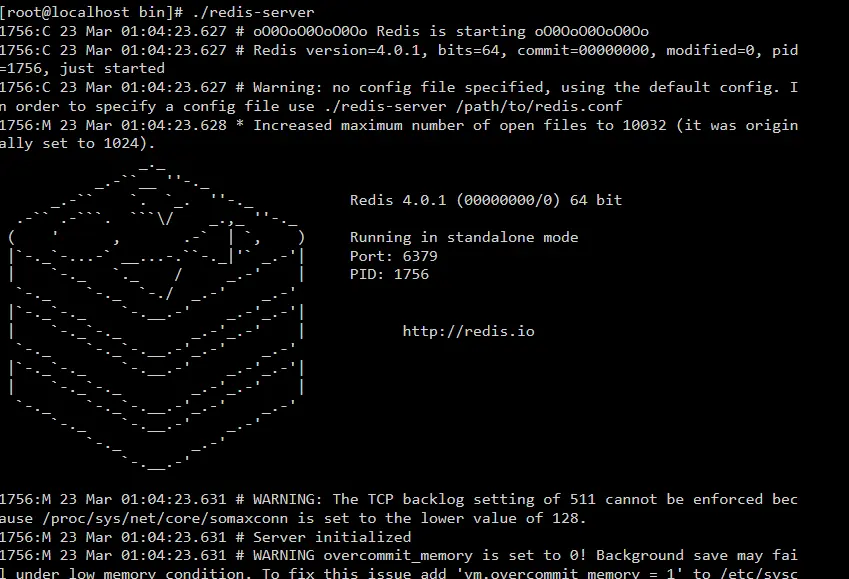 [root@localhost bin]# ./redis-server
1756:C 23 Mar 01:04:23.627 # oO0OoO0OoO0Oo Redis is starting oO0OoO0OoO0Oo
1756:C 23 Mar 01:04:23.627 # Redis version=4.0.1, bits=64, commit=00000000, modified=0, pid
=1756, just started
1756:C 23 Mar 01:04:23.627 # Warning: no config file specified, using the default config. I
n order to specify a config file use ./redis-server /path/to/redis.conf
1756:M 23 Mar 01:04:23.628 * Increased maximum number of open files to 10032 (it was origin
ally set to 1024).
Redis 4.0.1 (00000000/0) 64 bit
Running in standalone mode
Port: 6379
PID: 1756
http://redis.io
1756:M 23 Mar 01:04:23.631 # WARNING: The TCP backlog setting of 511 cannot be enforced bec
ause /proc/sys/net/core/somaxconn is set to the lower value of 128.
1756:M 23 Mar 01:04:23.631 # Server initialized
1756:M 23 Mar 01:04:23.631 # WARNING overcommit_memory is set to 0! Background save may fai
l under low memory condition. To fix this issue add 'vm.overcommit_memory = 1' to /etc/sysc